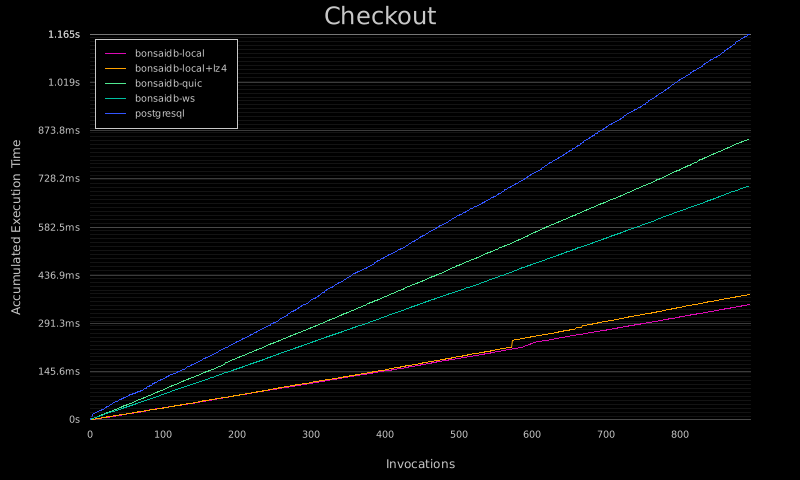 Checkout
1.165s
bonsaidb-local
bonsaidb-local+lz4
bonsaidb-quic
bonsaidb-ws
postgresql
1.019s
873.8ms
728.2ms
582.5ms
436.9ms
291.3ms
145.6ms
0s
Accumulated Execution Time
0 100 200 300 400 500 600 700 800
Invocations